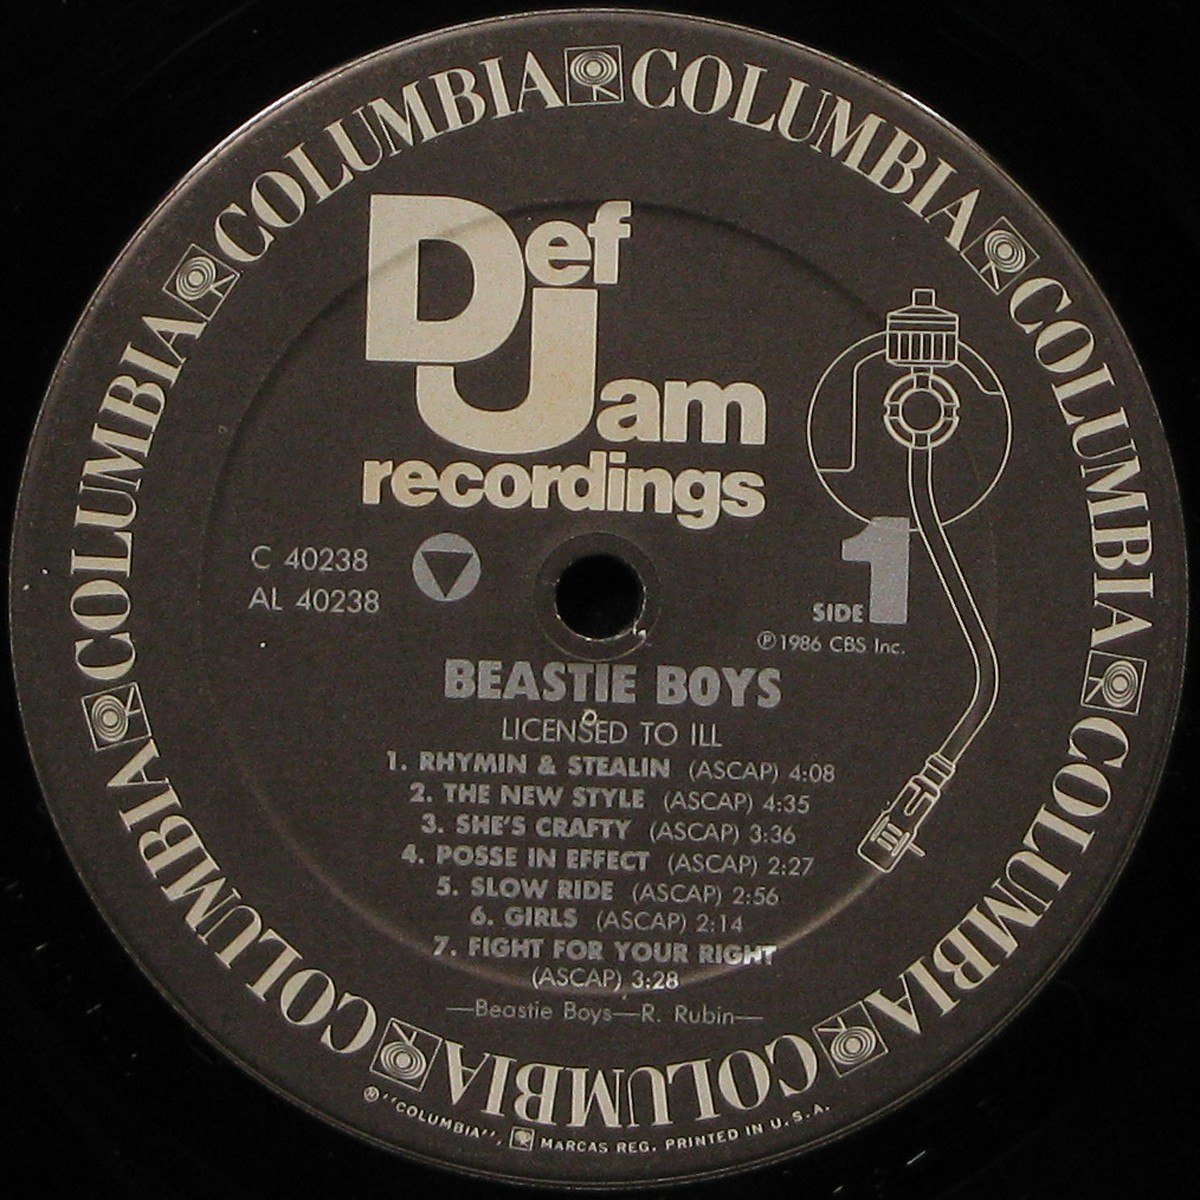 COLUMBIA COLUMBIA COLUMBIA COLUMBIA COLUMBIA COLUMBIA COLUMBIA
Def
Jam
recordings
C 40238
AL 40238
SIDE 1
℗ 1986 CBS Inc.
BEASTIE BOYS
LICENSED TO ILL
1. RHYMIN & STEALIN (ASCAP) 4:08
2. THE NEW STYLE (ASCAP) 4:35
3. SHE'S CRAFTY (ASCAP) 3:36
4. POSSE IN EFFECT (ASCAP) 2:27
5. SLOW RIDE (ASCAP) 2:56
6. GIRLS (ASCAP) 2:14
7. FIGHT FOR YOUR RIGHT
(ASCAP) 3:28
—Beastie Boys—R. Rubin—
® "COLUMBIA", MARCAS REG. PRINTED IN U.S.A.